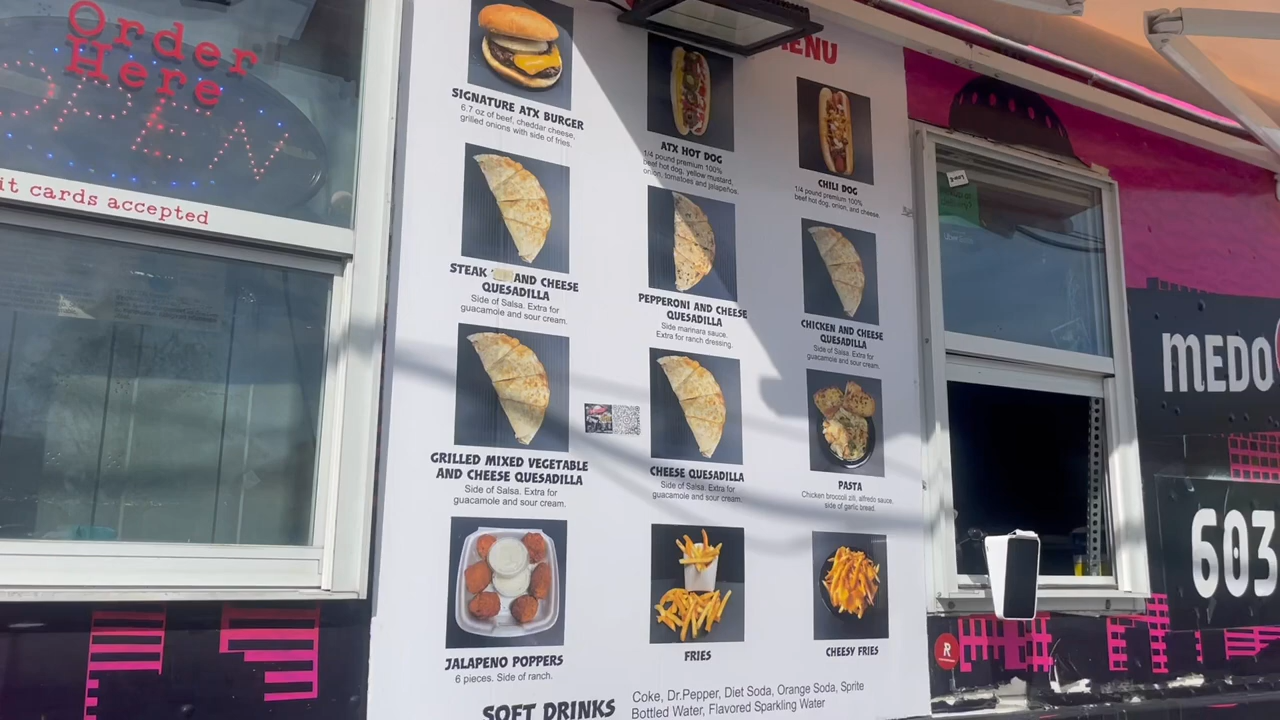 Order
Here
OPEN
it cards accepted
MENU
SIGNATURE ATX BURGER
6.7 oz of beef, cheddar cheese,
grilled onions with side of fries.
ATX HOT DOG
1/4 pound premium 100%
beef hot dog, yellow mustard,
onion, tomatoes and jalapeños.
CHILI DOG
1/4 pound premium 100%
beef hot dog, onion, and cheese.
STEAK AND CHEESE
QUESADILLA
Side of Salsa. Extra for
guacamole and sour cream.
PEPPERONI AND CHEESE
QUESADILLA
Side marinara sauce.
Extra for ranch dressing.
CHICKEN AND CHEESE
QUESADILLA
Side of Salsa. Extra for
guacamole and sour cream.
GRILLED MIXED VEGETABLE
AND CHEESE QUESADILLA
Side of Salsa. Extra for
guacamole and sour cream.
CHEESE QUESADILLA
Side of Salsa. Extra for
guacamole and sour cream.
PASTA
Chicken broccoli ziti, alfredo sauce,
side of garlic bread.
JALAPENO POPPERS
6 pieces. Side of ranch.
FRIES
CHEESY FRIES
SOFT DRINKS
Coke, Dr.Pepper, Diet Soda, Orange Soda, Sprite
Bottled Water, Flavored Sparkling Water
MEDO
603
R